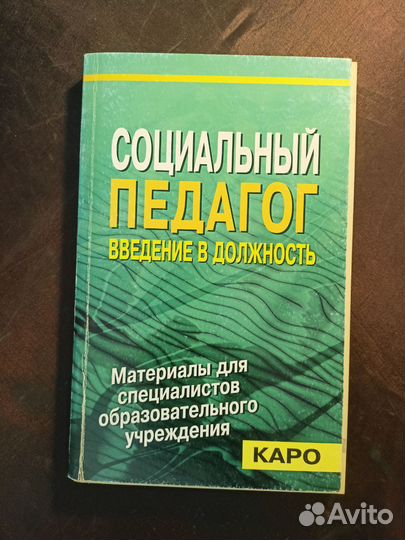 СОЦИАЛЬНЫЙ
ПЕДАГОГ
ВВЕДЕНИЕ В ДОЛЖНОСТЬ
Материалы для
специалистов
образовательного
учреждения
КАРО
Avito